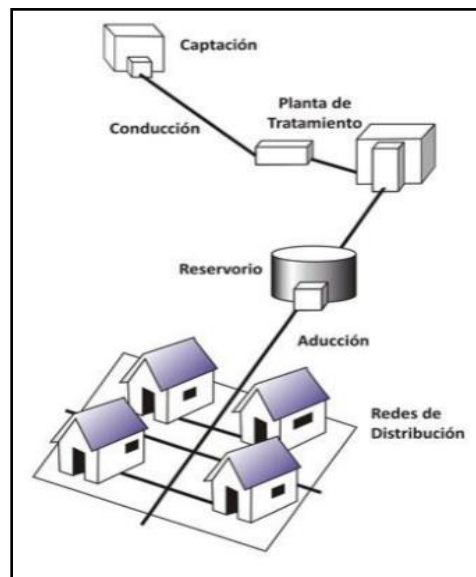 Captación
Planta de
Tratamiento
Conducción
Reservorio
Aducción
Redes de
Distribución